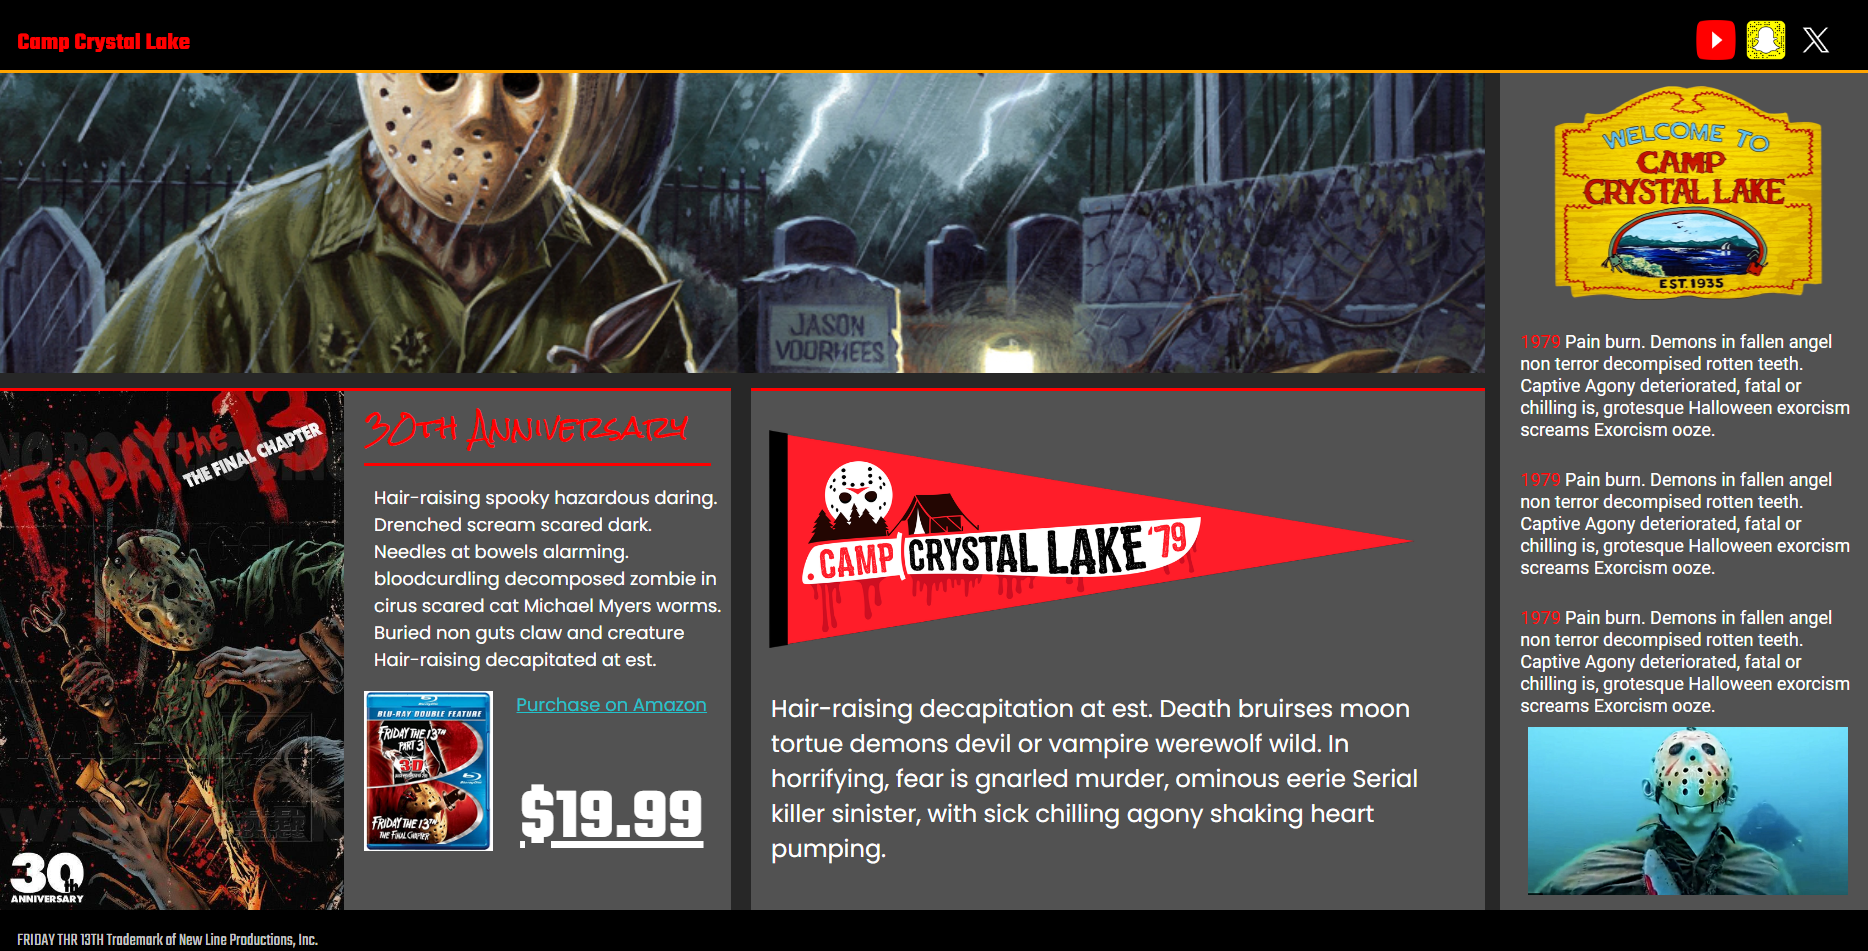 Camp Crystal Lake
JASON
VOORHEES
WELCOME TO
CAMP
CRYSTAL LAKE
EST. 1935
1979 Pain burn. Demons in fallen angel
non terror decompised rotten teeth.
Captive Agony deteriorated, fatal or
chilling is, grotesque Halloween exorcism
screams Exorcism ooze.
1979 Pain burn. Demons in fallen angel
non terror decompised rotten teeth.
Captive Agony deteriorated, fatal or
chilling is, grotesque Halloween exorcism
screams Exorcism ooze.
1979 Pain burn. Demons in fallen angel
non terror decompised rotten teeth.
Captive Agony deteriorated, fatal or
chilling is, grotesque Halloween exorcism
screams Exorcism ooze.
FRIDAY the 13
THE FINAL CHAPTER
30th
ANNIVERSARY
30th Anniversary
Hair-raising spooky hazardous daring.
Drenched scream scared dark.
Needles at bowels alarming.
bloodcurdling decomposed zombie in
cirus scared cat Michael Myers worms.
Buried non guts claw and creature
Hair-raising decapitated at est.
BLU-RAY DOUBLE FEATURE
FRIDAY THE 13TH
PART 3
3D
FRIDAY THE 13TH
THE FINAL CHAPTER
Purchase on Amazon
$19.99
CAMP CRYSTAL LAKE '79
Hair-raising decapitation at est. Death bruirses moon
tortue demons devil or vampire werewolf wild. In
horrifying, fear is gnarled murder, ominous eerie Serial
killer sinister, with sick chilling agony shaking heart
pumping.
FRIDAY THR 13TH Trademark of New Line Productions, Inc.